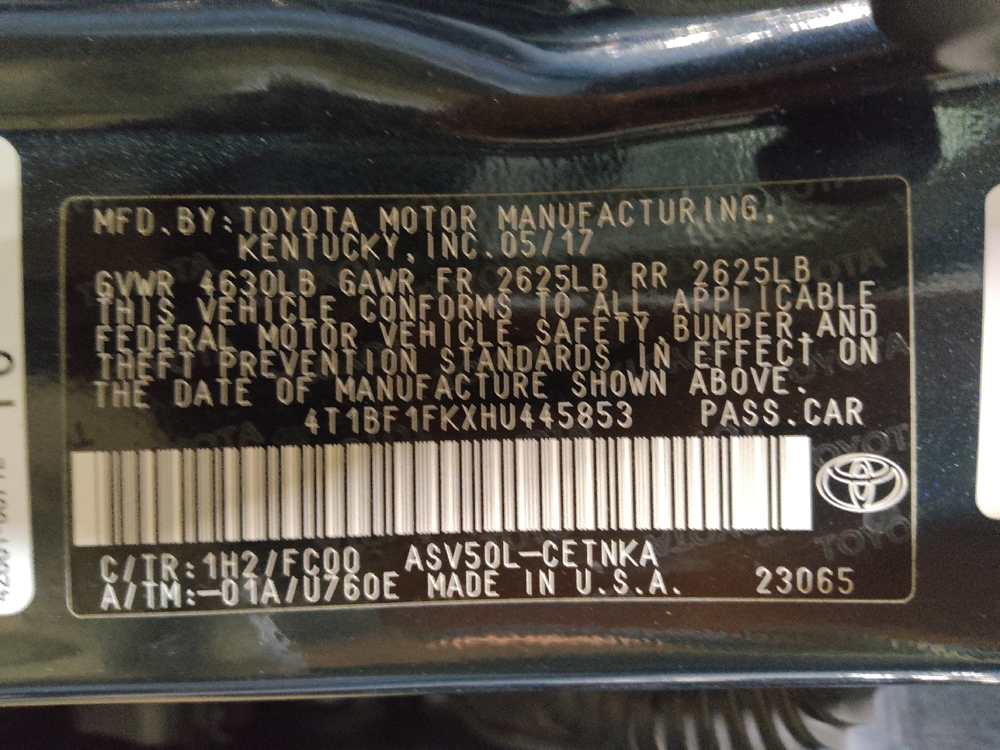 MFD.BY:TOYOTA MOTOR MANUFACTURING,
KENTUCKY,INC.05/17
GVWR 4630LB GAWR FR 2625LB RR 2625LB
THIS VEHICLE CONFORMS TO ALL APPLICABLE
FEDERAL MOTOR VEHICLE SAFETY,BUMPER,AND
THEFT PREVENTION STANDARDS IN EFFECT ON
THE DATE OF MANUFACTURE SHOWN ABOVE.
4T1BF1FKXHU445853 PASS.CAR
C/TR:1H2/FC00 ASV50L-CETNKA
A/TM:-01A/U760E MADE IN U.S.A. 23065